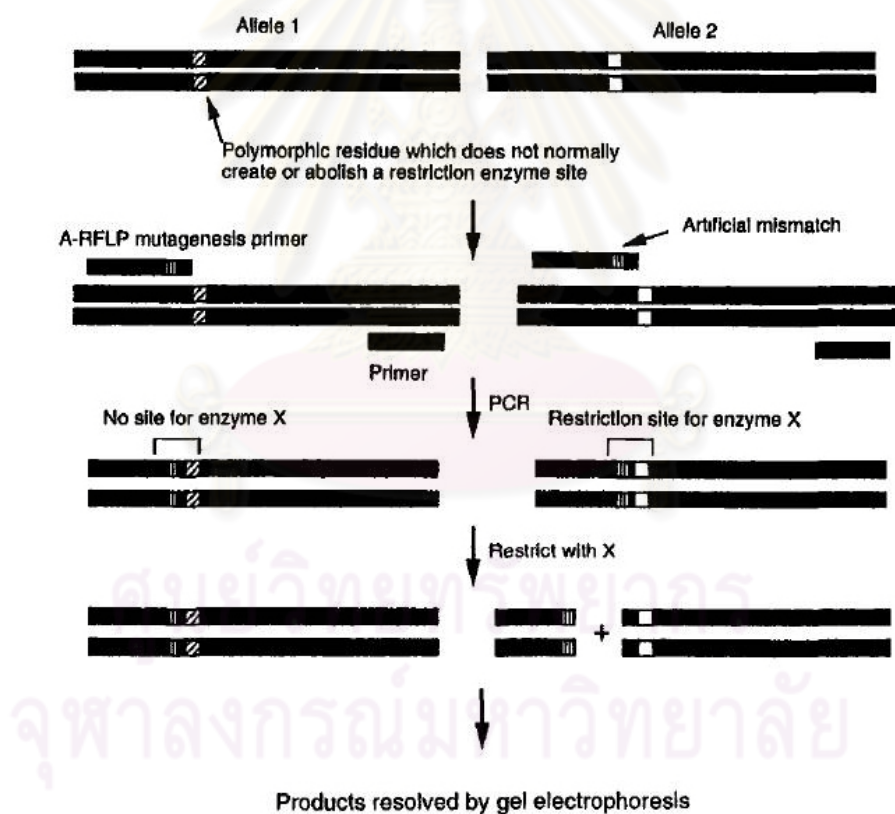 Allele 1
Allele 2
Polymorphic residue which does not normally
create or abolish a restriction enzyme site
A-RFLP mutagenesis primer
Artificial mismatch
Primer
PCR
No site for enzyme X
Restriction site for enzyme X
Restrict with X
+
ศูนย์วิทยทรัพยากร
จุฬาลงกรณ์มหาวิทยาลัย
Products resolved by gel electrophoresis